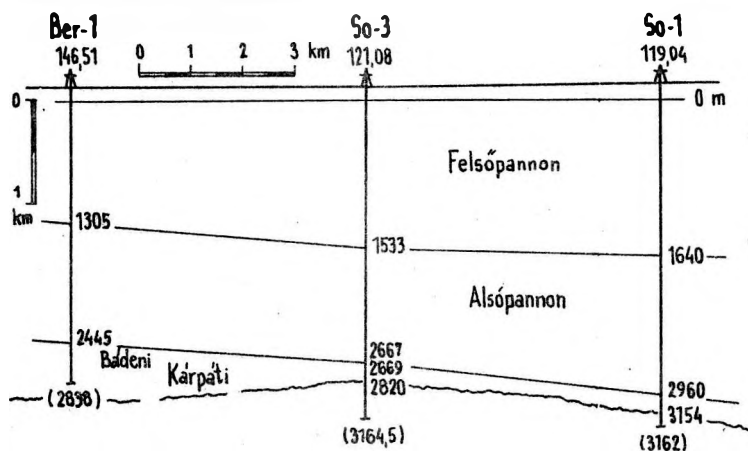 Ber-1 So-3 So-1
146,51 0 1 2 3 km 121,08 119,04
0 0 m
Felsőpannon
1
km
1305 1533 1640
Alsópannon
2445 2667
Bádeni 2669
Kárpáti 2820 2960
(2898) 3154
(3164,5) (3162)